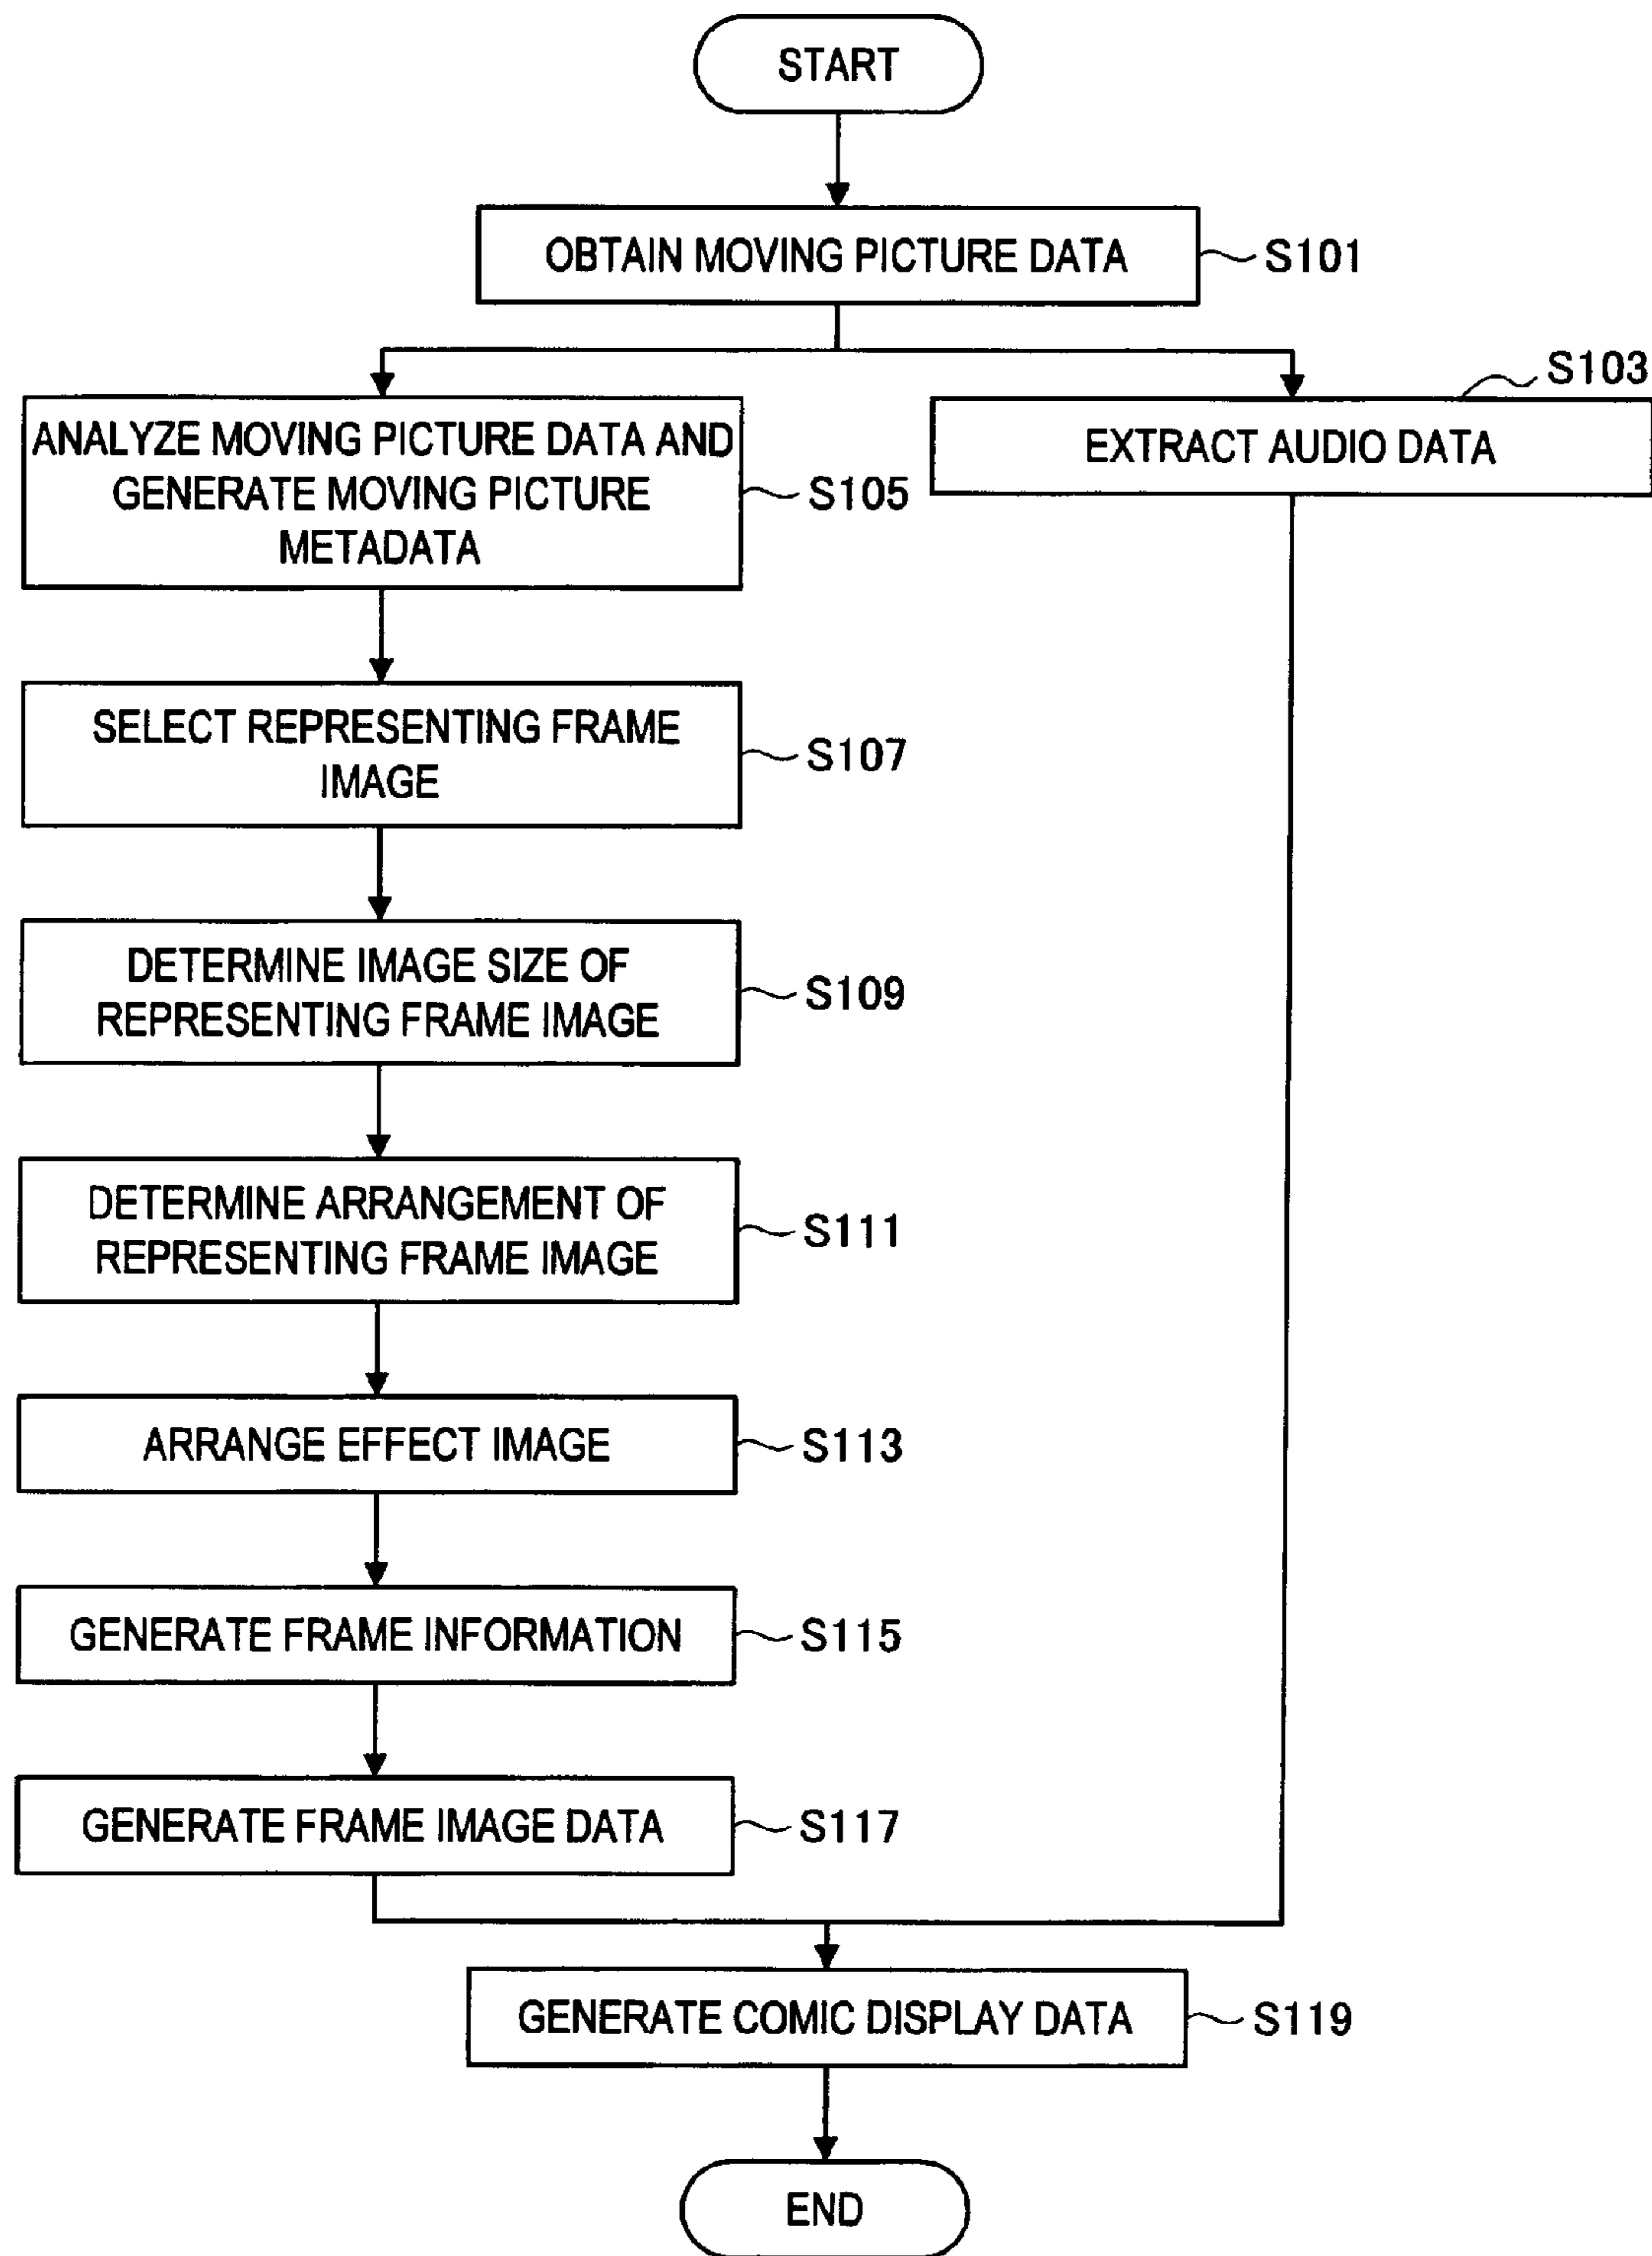 START
OBTAIN MOVING PICTURE DATA
S101
S103
ANALYZE MOVING PICTURE DATA AND
GENERATE MOVING PICTURE
METADATA
S105
EXTRACT AUDIO DATA
SELECT REPRESENTING FRAME
IMAGE
S107
DETERMINE IMAGE SIZE OF
REPRESENTING FRAME IMAGE
S109
DETERMINE ARRANGEMENT OF
REPRESENTING FRAME IMAGE
S111
ARRANGE EFFECT IMAGE
S113
GENERATE FRAME INFORMATION
S115
GENERATE FRAME IMAGE DATA
S117
GENERATE COMIC DISPLAY DATA
S119
END